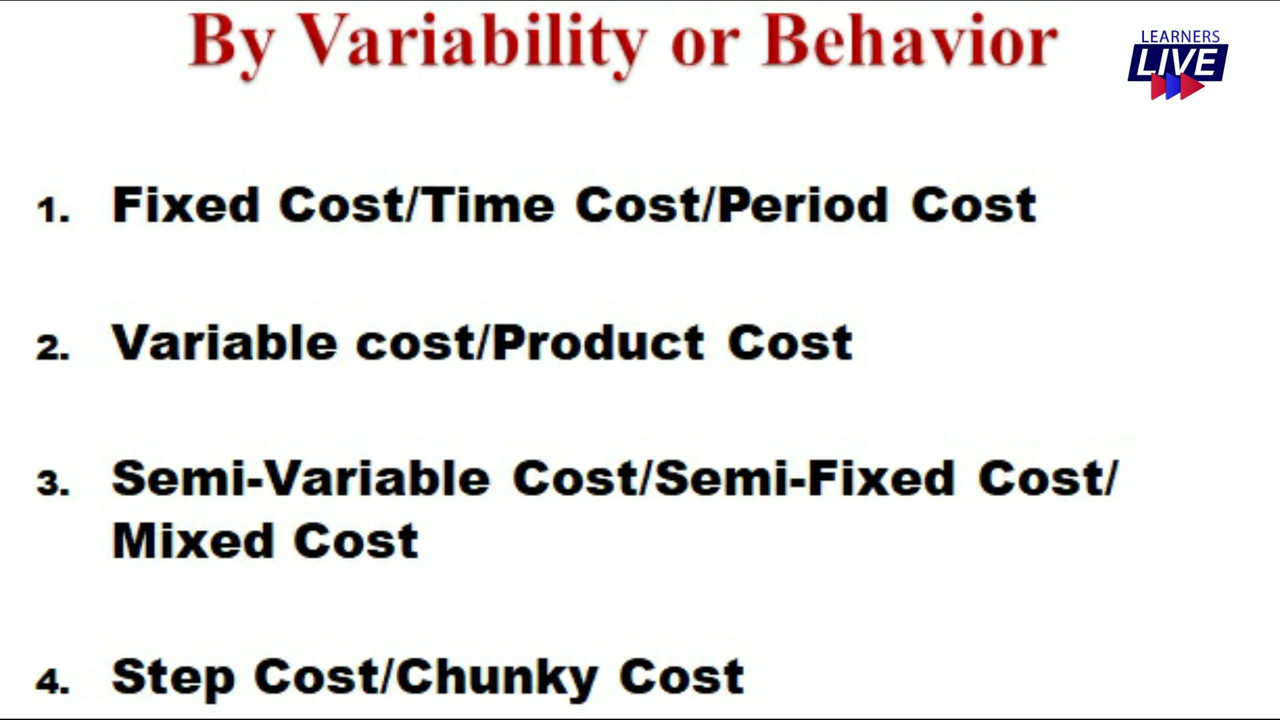 By Variability or Behavior
LEARNERS
LIVE
1. Fixed Cost/Time Cost/Period Cost
2. Variable cost/Product Cost
3. Semi-Variable Cost/Semi-Fixed Cost/
Mixed Cost
4. Step Cost/Chunky Cost